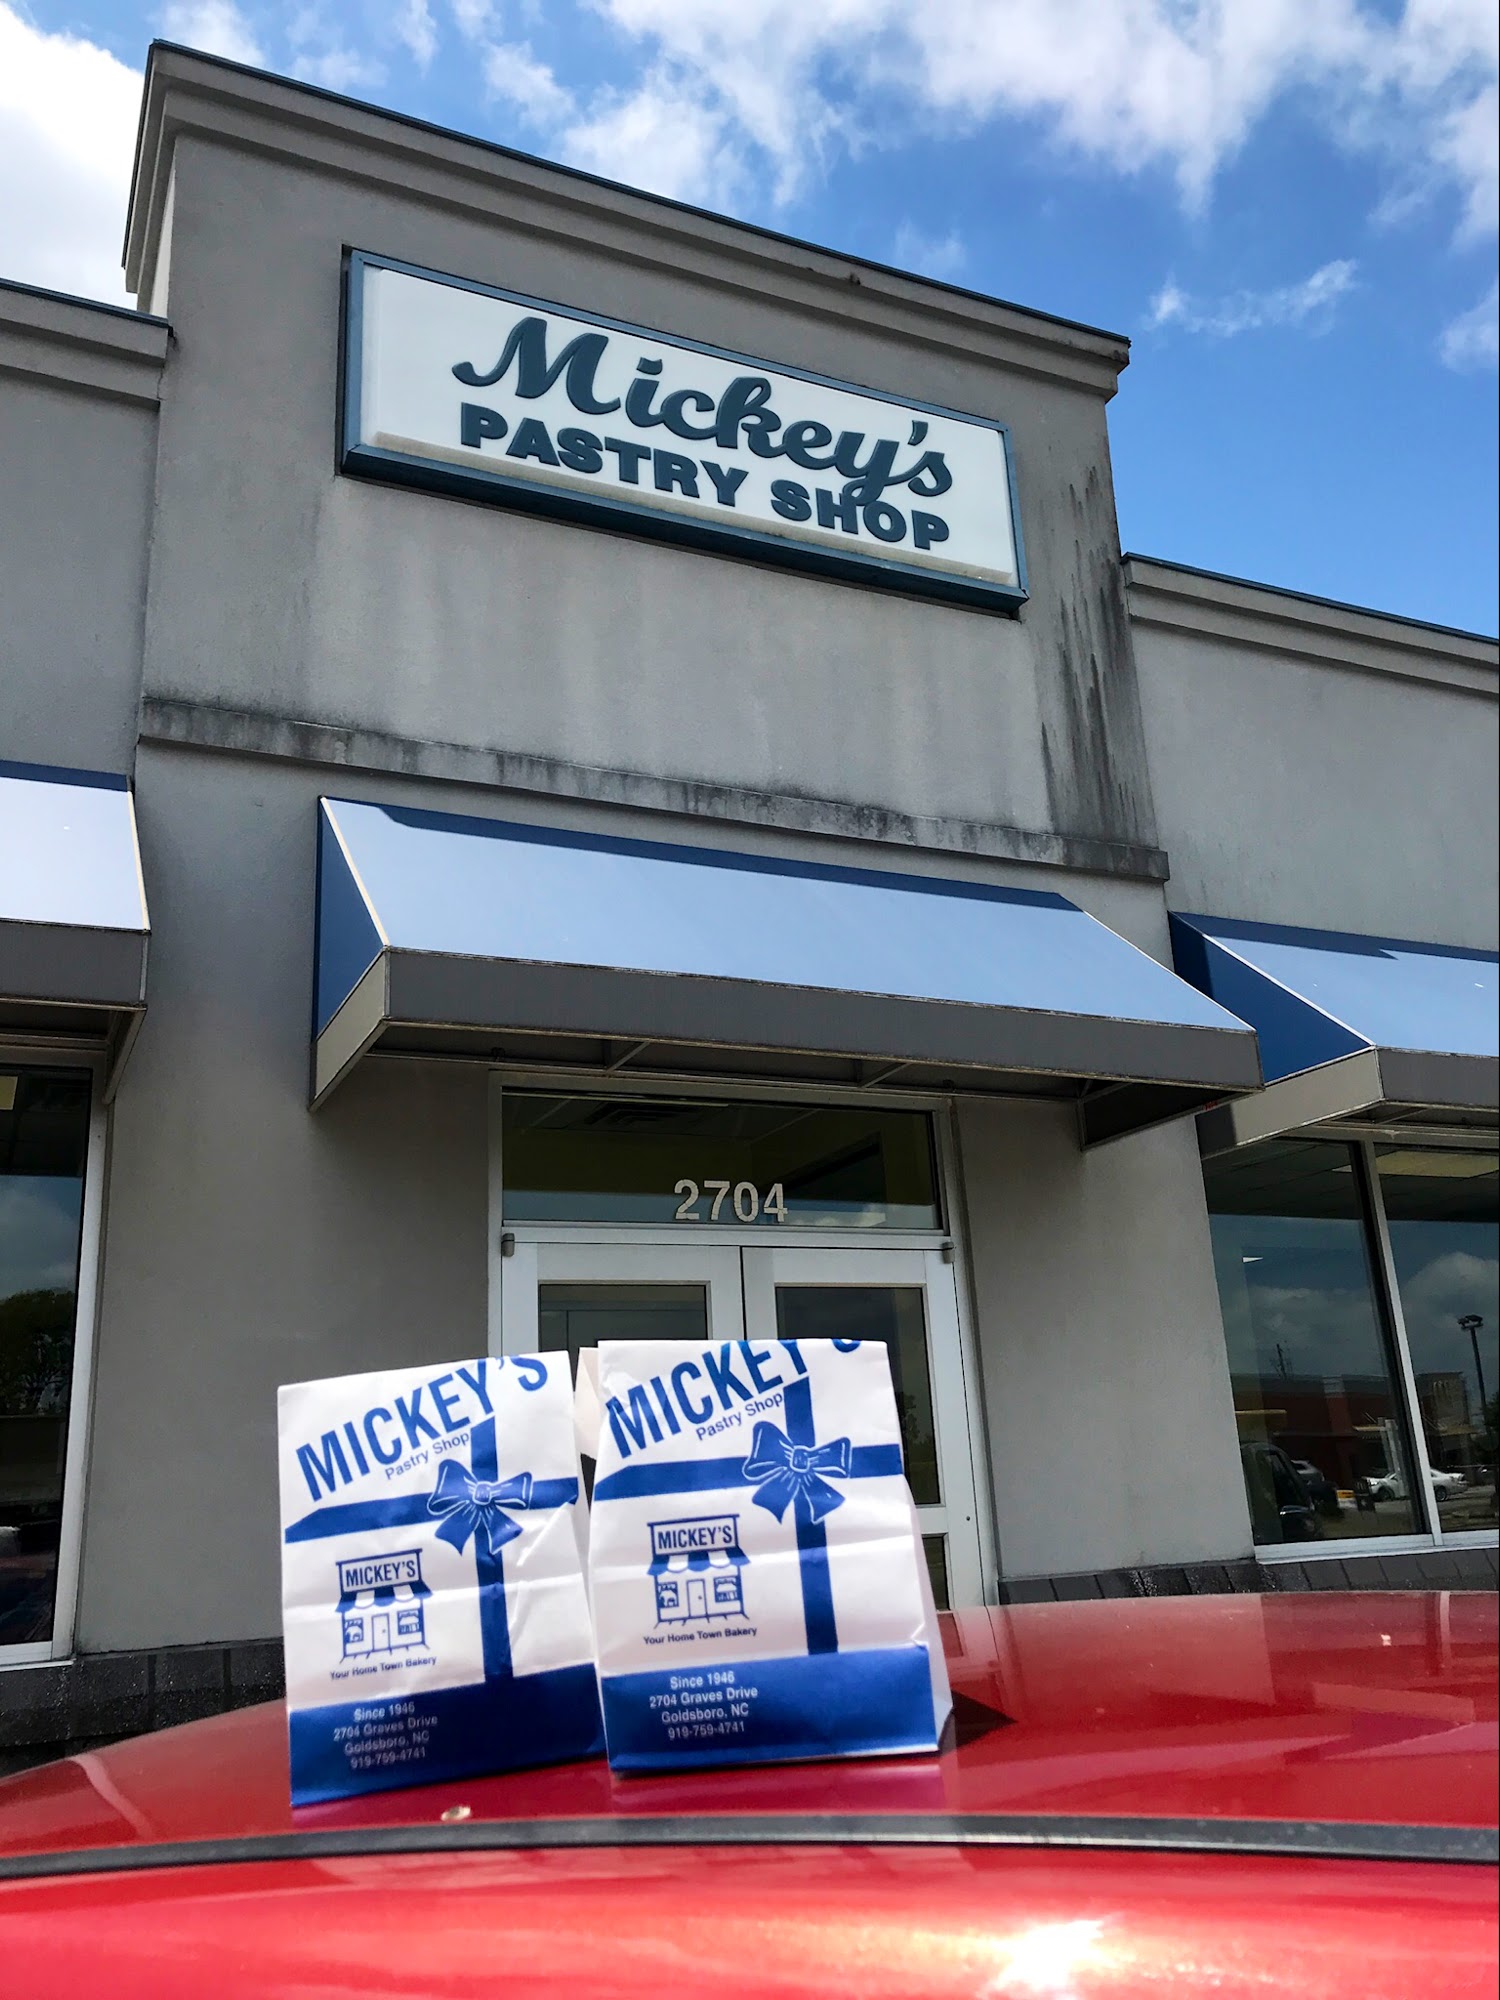 Mickey's
PASTRY SHOP
2704
MICKEY'S
Pastry Shop
MICKEY'S
Your Home Town Bakery
Since 1946
2704 Graves Drive
Goldsboro, NC
919-759-4741
MICKEY'S
Pastry Shop
MICKEY'S
Your Home Town Bakery
Since 1946
2704 Graves Drive
Goldsboro, NC
919-759-4741